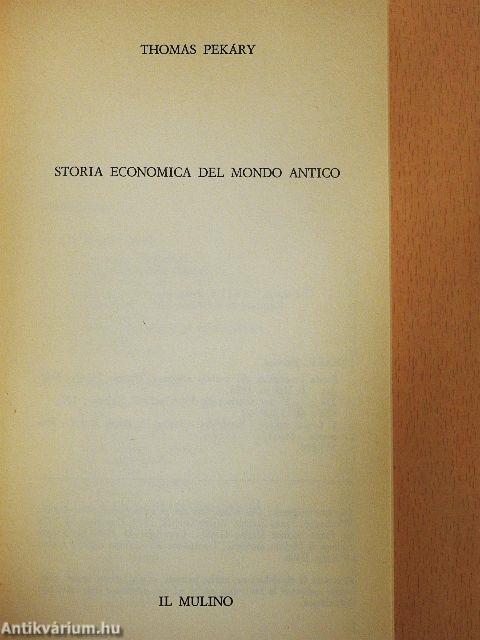 THOMAS PEKÁRY
STORIA ECONOMICA DEL MONDO ANTICO
IL MULINO
Antikvárium.hu